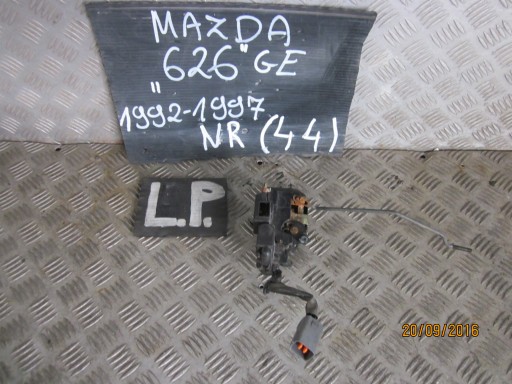 MAZDA
"626" GE
1992-1997
NR (44)
L.P.
20/09/2016